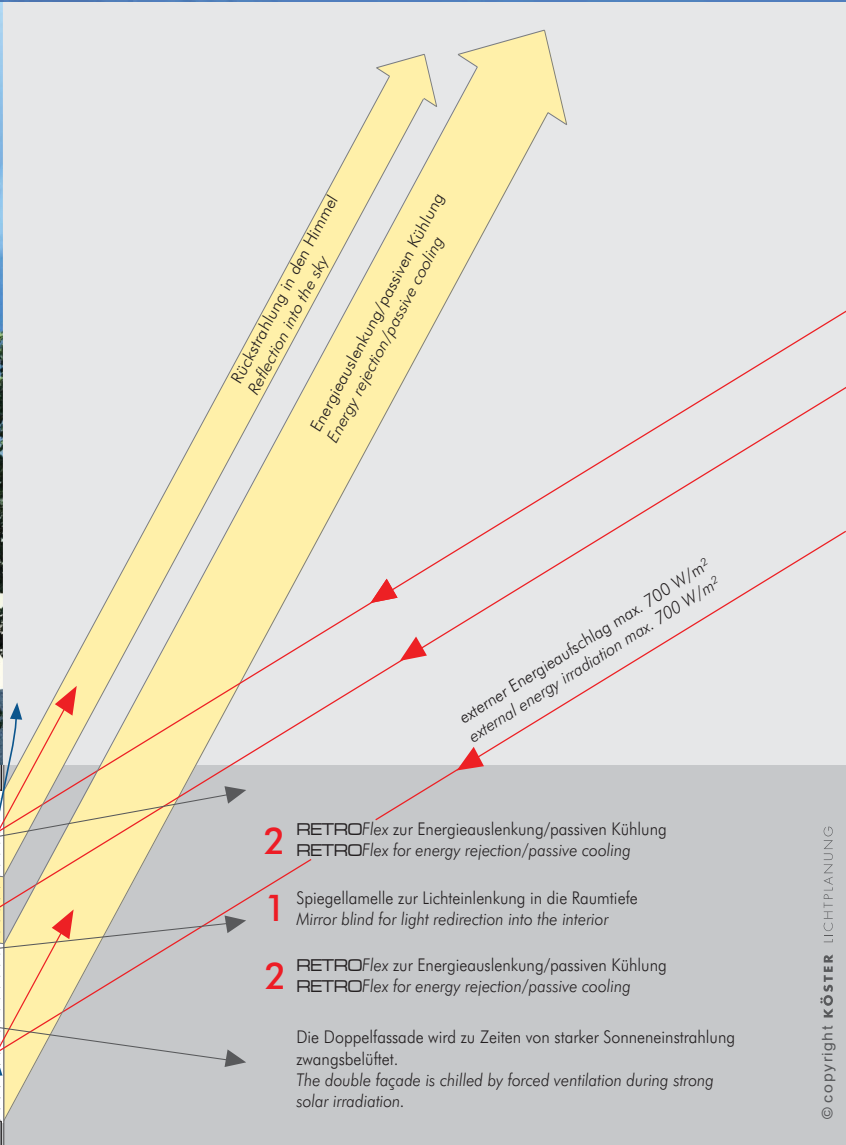 Rückstrahlung in den Himmel
Reflection into the sky
Energieauslenkung/passiven Kühlung
Energy rejection/passive cooling
externer Energieaufschlag max. 700 W/m²
external energy irradiation max. 700 W/m²
2 RETROFlex zur Energieauslenkung/passiven Kühlung
RETROFlex for energy rejection/passive cooling
1 Spiegellamelle zur Lichteinlenkung in die Raumtiefe
Mirror blind for light redirection into the interior
2 RETROFlex zur Energieauslenkung/passiven Kühlung
RETROFlex for energy rejection/passive cooling
Die Doppelfassade wird zu Zeiten von starker Sonneneinstrahlung
zwangsbelüftet.
The double façade is chilled by forced ventilation during strong
solar irradiation.
© copyright KÖSTER LICHTPLANUNG